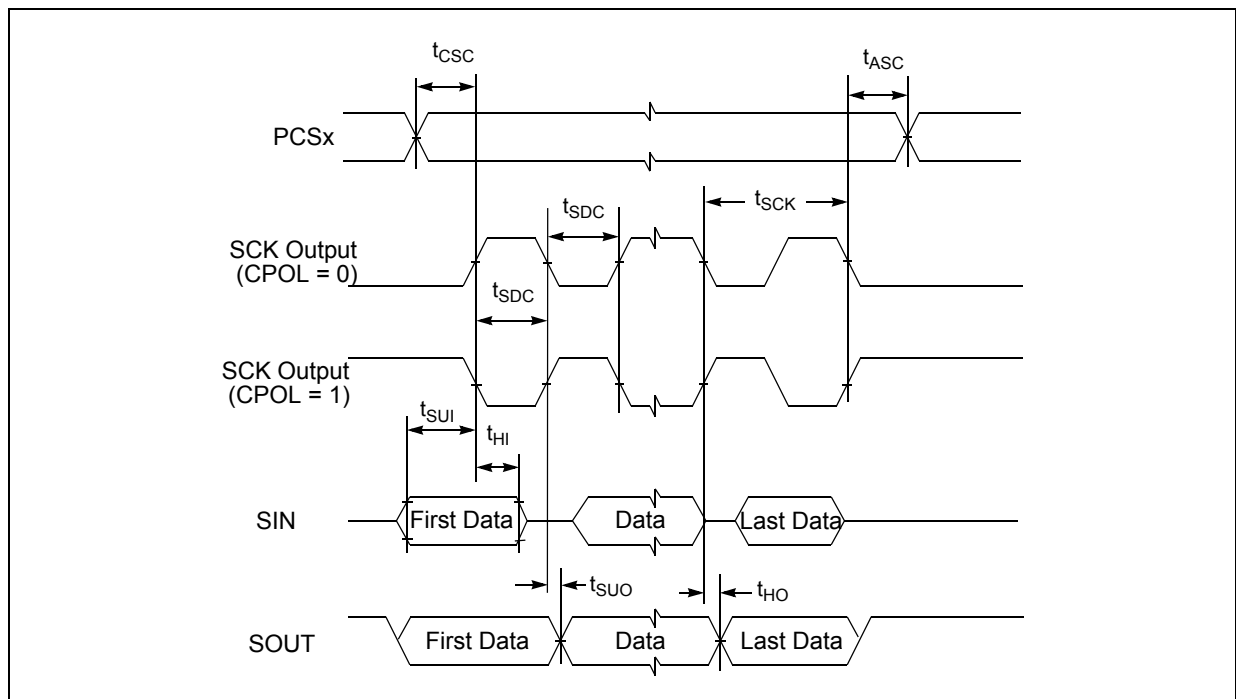 tCSC
tASC
PCSx
tSCK
tSDC
SCK Output
(CPOL = 0)
tSDC
SCK Output
(CPOL = 1)
tSUI
tHI
SIN
First Data
Data
Last Data
tSUO
tHO
SOUT
First Data
Data
Last Data